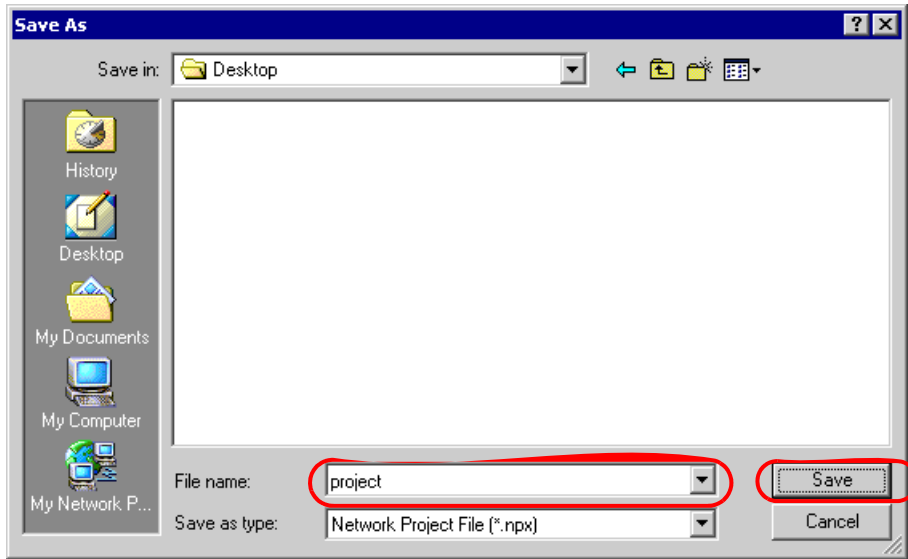 Save As
Save in:
Desktop
History
Desktop
My Documents
My Computer
My Network P...
File name:
project
Save
Save as type:
Network Project File (*.npx)
Cancel